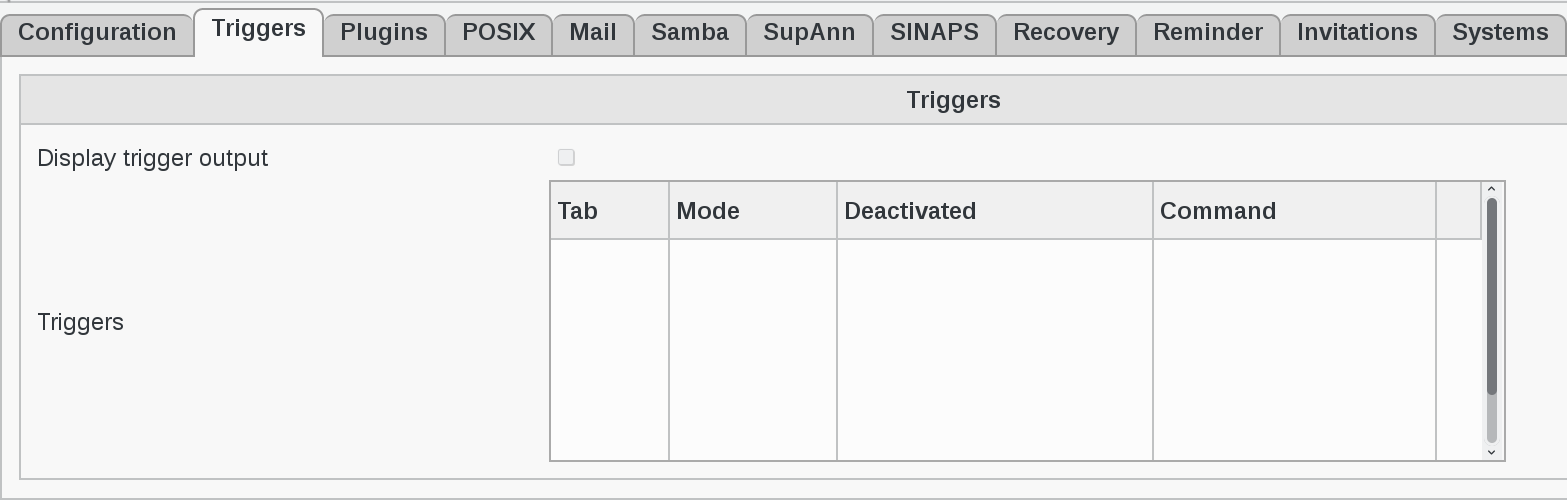 Configuration Triggers Plugins POSIX Mail Samba SupAnn SINAPS Recovery Reminder Invitations Systems
Triggers
Display trigger output
Tab Mode Deactivated Command
Triggers